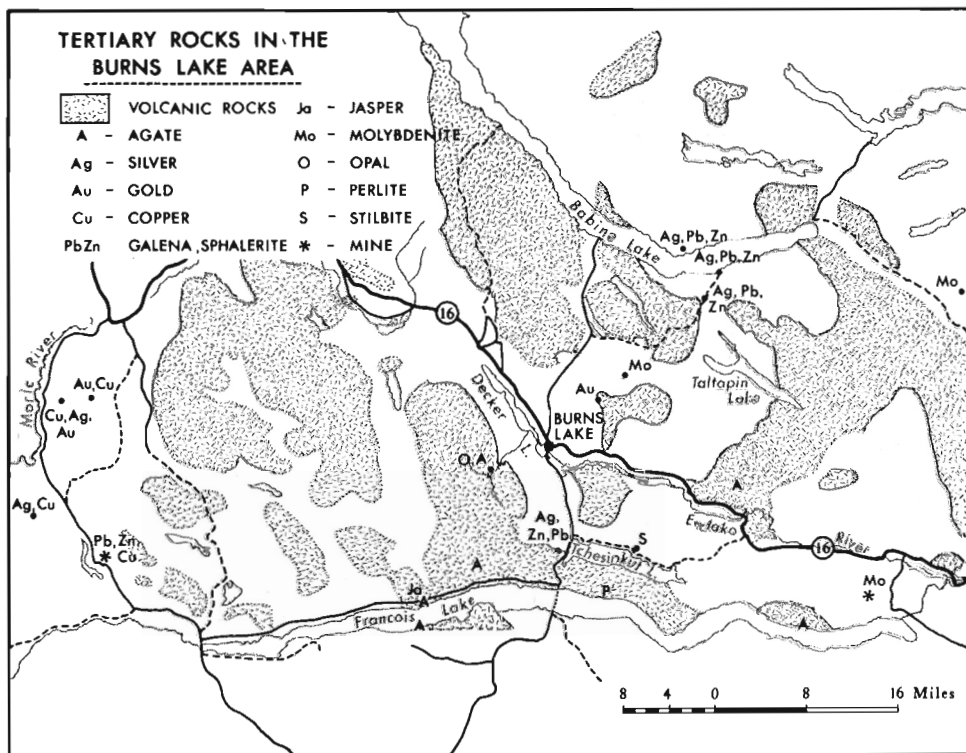 TERTIARY ROCKS IN THE
BURNS LAKE AREA
VOLCANIC ROCKS
A - AGATE
Ag - SILVER
Au - GOLD
Cu - COPPER
PbZn GALENA, SPHALERITE
Ja - JASPER
Mo - MOLYBDENITE
O - OPAL
P - PERLITE
S - STILBITE
* - MINE
Babine Lake
Ag, Pb, Zn
Ag, Pb, Zn
Ag, Pb,
Zn
Mo
16
Moric River
Au, Cu
Cu, Ag,
Au
Decker
L.
Mo
Au
Taltapin
Lake
BURNS
LAKE
O, A
A
Ag, Cu
Pb, Zn
* Cu
Ag,
Zn, Pb
S
Tchesinkut
Endako
River
16
A
Ja
A
P
Mo
*
Francois Lake
A
A
8 4 0 8 16 Miles